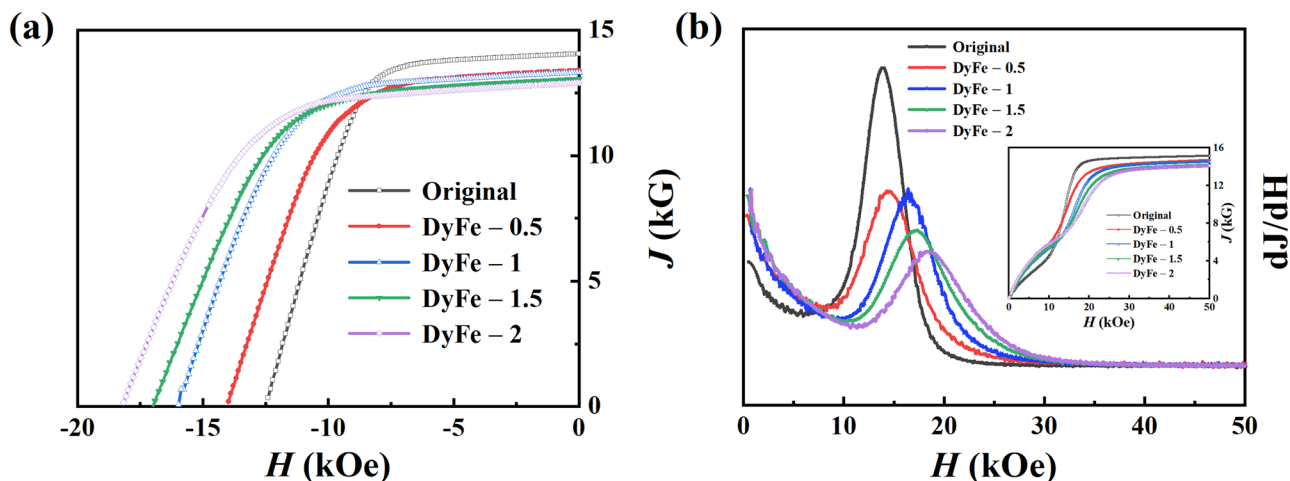 (a)
15
10
5
0
J (kG)
Original
DyFe – 0.5
DyFe – 1
DyFe – 1.5
DyFe – 2
-20
-15
-10
-5
0
H (kOe)
(b)
Original
DyFe – 0.5
DyFe – 1
DyFe – 1.5
DyFe – 2
dJ/dH
0
10
20
30
40
50
H (kOe)
16
12
8
4
0
J (kG)
Original
DyFe – 0.5
DyFe – 1
DyFe – 1.5
DyFe – 2
0
10
20
30
40
50
H (kOe)